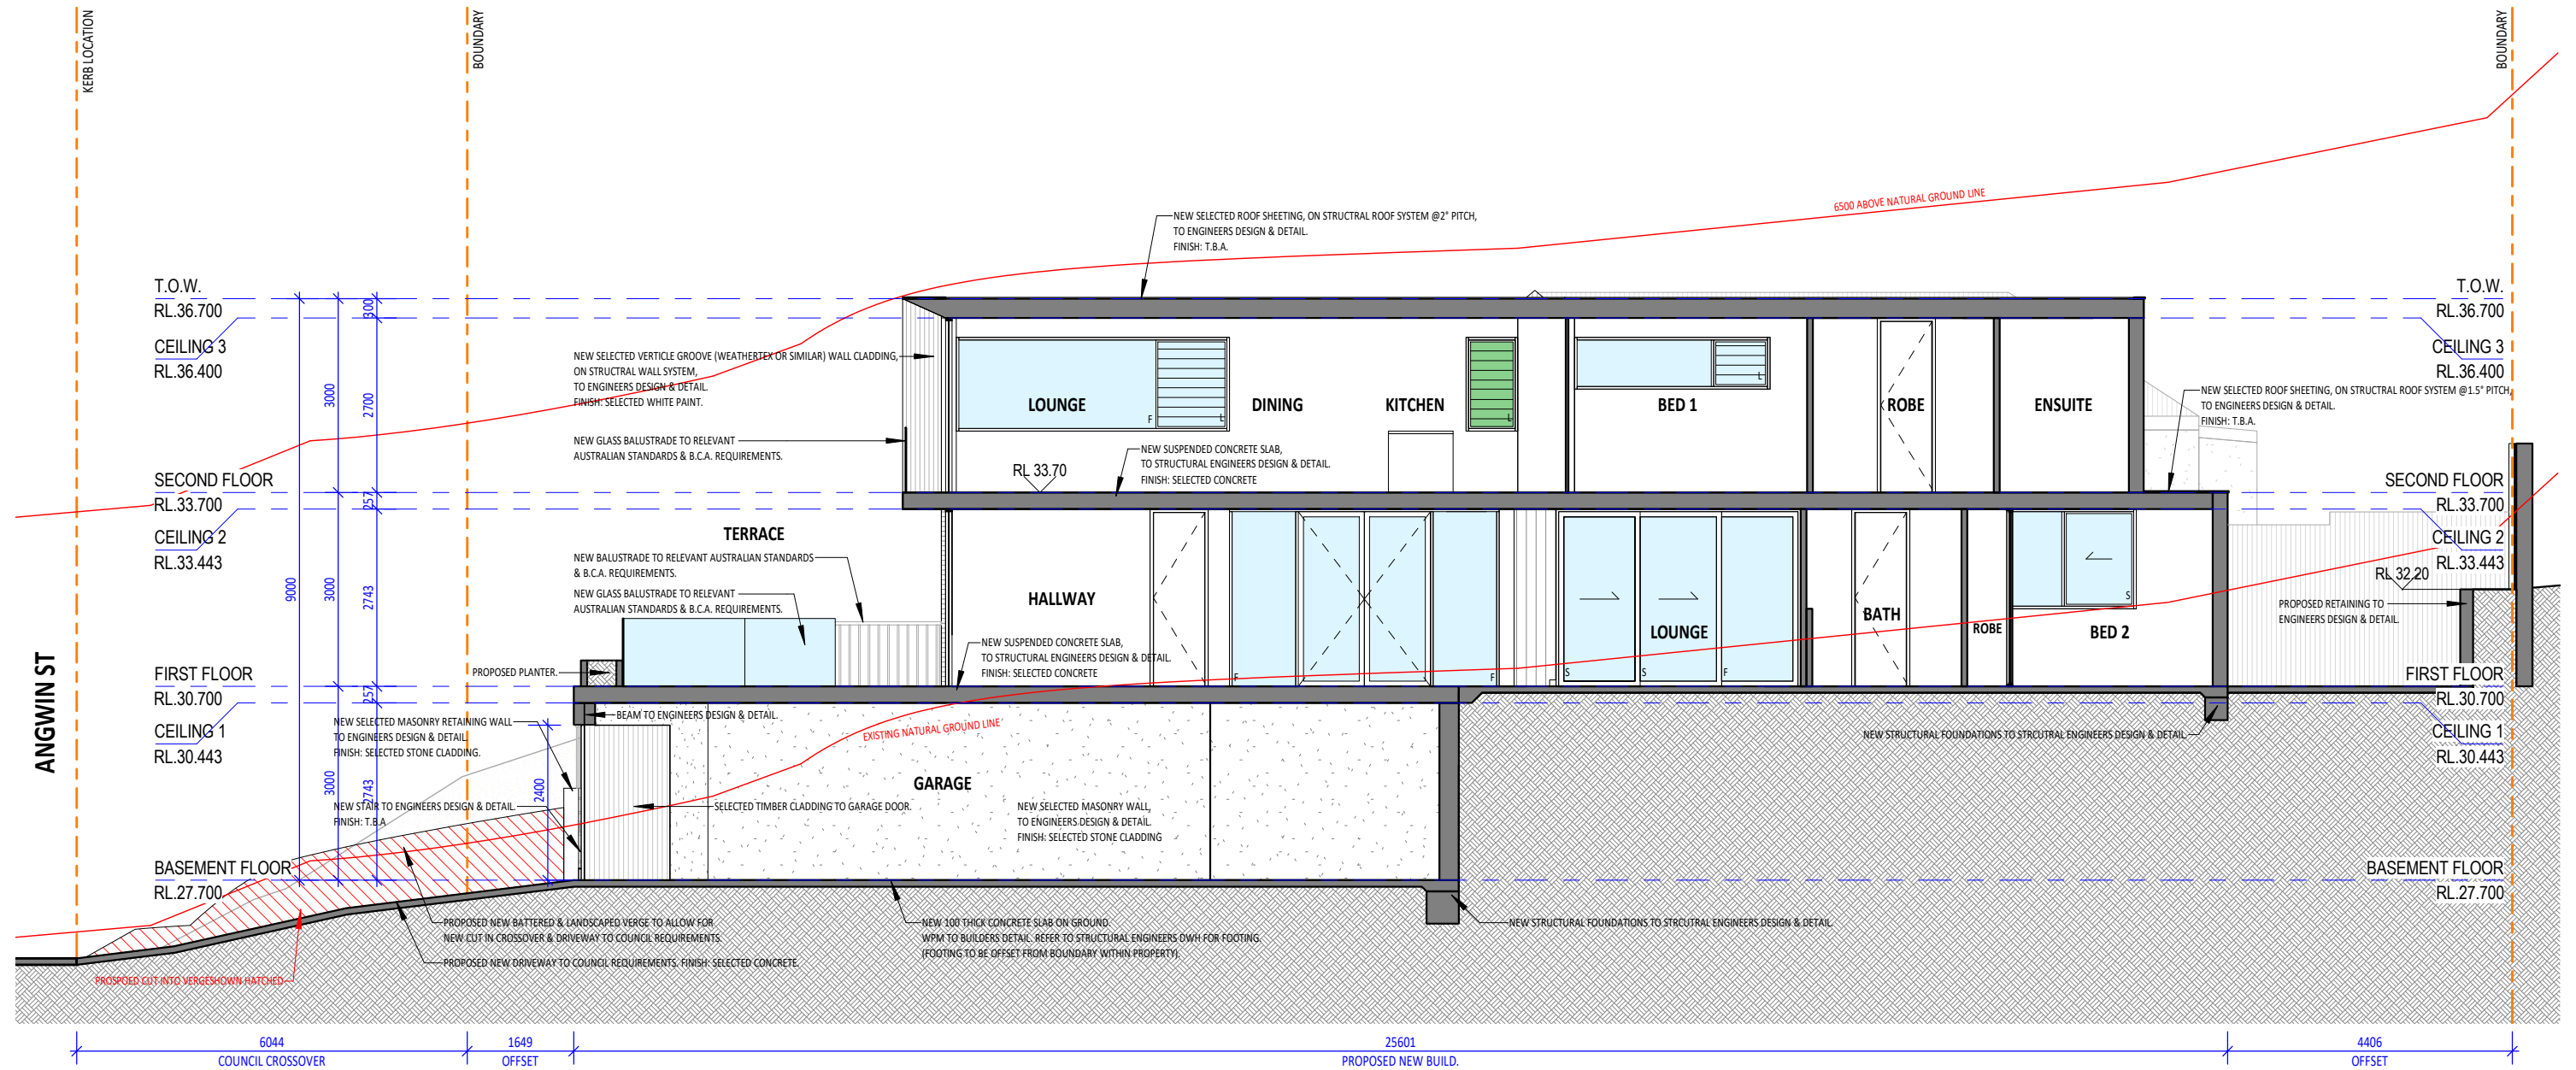 KERB LOCATION
BOUNDARY
BOUNDARY
6500 ABOVE NATURAL GROUND LINE
NEW SELECTED ROOF SHEETING, ON STRUCTRAL ROOF SYSTEM @2° PITCH,
TO ENGINEERS DESIGN & DETAIL.
FINISH: T.B.A.
T.O.W.
RL.36.700
CEILING 3
RL.36.400
SECOND FLOOR
RL.33.700
CEILING 2
RL.33.443
FIRST FLOOR
RL.30.700
CEILING 1
RL.30.443
BASEMENT FLOOR
RL.27.700
ANGWIN ST
9000
3000
3000
3000
300
2700
257
2743
257
2743
2400
NEW SELECTED VERTICLE GROOVE (WEATHERTEX OR SIMILAR) WALL CLADDING,
ON STRUCTRAL WALL SYSTEM,
TO ENGINEERS DESIGN & DETAIL.
FINISH: SELECTED WHITE PAINT.
NEW GLASS BALUSTRADE TO RELEVANT
AUSTRALIAN STANDARDS & B.C.A. REQUIREMENTS.
LOUNGE
F
L
DINING
KITCHEN
L
BED 1
L
ROBE
ENSUITE
RL 33.70
NEW SUSPENDED CONCRETE SLAB,
TO STRUCTURAL ENGINEERS DESIGN & DETAIL.
FINISH: SELECTED CONCRETE
NEW SELECTED ROOF SHEETING, ON STRUCTRAL ROOF SYSTEM @1.5° PITCH,
TO ENGINEERS DESIGN & DETAIL.
FINISH: T.B.A.
TERRACE
NEW BALUSTRADE TO RELEVANT AUSTRALIAN STANDARDS
& B.C.A. REQUIREMENTS.
NEW GLASS BALUSTRADE TO RELEVANT
AUSTRALIAN STANDARDS & B.C.A. REQUIREMENTS.
PROPOSED PLANTER.
HALLWAY
NEW SUSPENDED CONCRETE SLAB,
TO STRUCTURAL ENGINEERS DESIGN & DETAIL.
FINISH: SELECTED CONCRETE
F
F
LOUNGE
S
S
F
BATH
ROBE
BED 2
S
RL 32.20
PROPOSED RETAINING TO
ENGINEERS DESIGN & DETAIL.
NEW SELECTED MASONRY RETAINING WALL
TO ENGINEERS DESIGN & DETAIL.
FINISH: SELECTED STONE CLADDING.
BEAM TO ENGINEERS DESIGN & DETAIL.
EXISTING NATURAL GROUND LINE
GARAGE
NEW STAIR TO ENGINEERS DESIGN & DETAIL.
FINISH: T.B.A
SELECTED TIMBER CLADDING TO GARAGE DOOR.
NEW SELECTED MASONRY WALL,
TO ENGINEERS DESIGN & DETAIL.
FINISH: SELECTED STONE CLADDING
NEW STRUCTURAL FOUNDATIONS TO STRCUTRAL ENGINEERS DESIGN & DETAIL.
T.O.W.
RL.36.700
CEILING 3
RL.36.400
SECOND FLOOR
RL.33.700
CEILING 2
RL.33.443
FIRST FLOOR
RL.30.700
CEILING 1
RL.30.443
BASEMENT FLOOR
RL.27.700
PROPOSED NEW BATTERED & LANDSCAPED VERGE TO ALLOW FOR
NEW CUT IN CROSSOVER & DRIVEWAY TO COUNCIL REQUIREMENTS.
PROPOSED NEW DRIVEWAY TO COUNCIL REQUIREMENTS. FINISH: SELECTED CONCRETE.
PROSPOED CUT INTO VERGESHOWN HATCHED
NEW 100 THICK CONCRETE SLAB ON GROUND.
WPM TO BUILDERS DETAIL. REFER TO STRUCTURAL ENGINEERS DWH FOR FOOTING.
(FOOTING TO BE OFFSET FROM BOUNDARY WITHIN PROPERTY).
NEW STRUCTURAL FOUNDATIONS TO STRCUTRAL ENGINEERS DESIGN & DETAIL.
6044
COUNCIL CROSSOVER
1649
OFFSET
25601
PROPOSED NEW BUILD.
4406
OFFSET